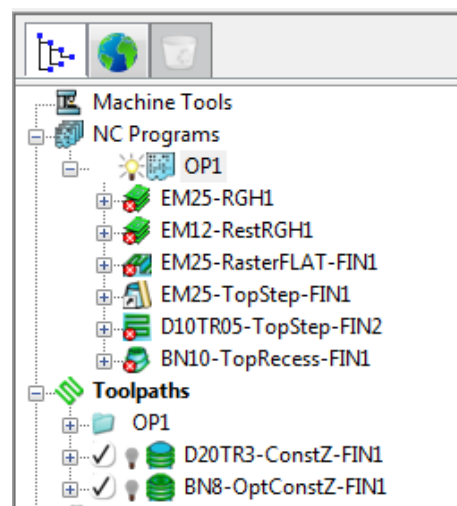 Machine Tools
NC Programs
OP1
EM25-RGH1
EM12-RestRGH1
EM25-RasterFLAT-FIN1
EM25-TopStep-FIN1
D10TR05-TopStep-FIN2
BN10-TopRecess-FIN1
Toolpaths
OP1
D20TR3-ConstZ-FIN1
BN8-OptConstZ-FIN1